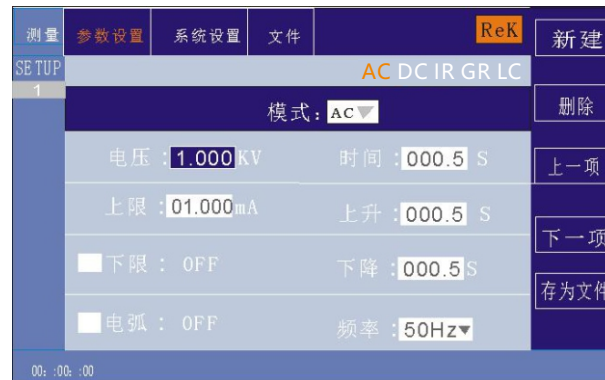 测量 参数设置 系统设置 文件 ReK 新建
SETUP AC DC IR GR LC
1
模式：AC 删除
电压：1.000KV 时间：000.5 S 上一项
上限：01.000mA 上升：000.5 S
下限：OFF 下降：000.5S 下一项
电弧：OFF 频率：50Hz 存为文件
00：:00：:00